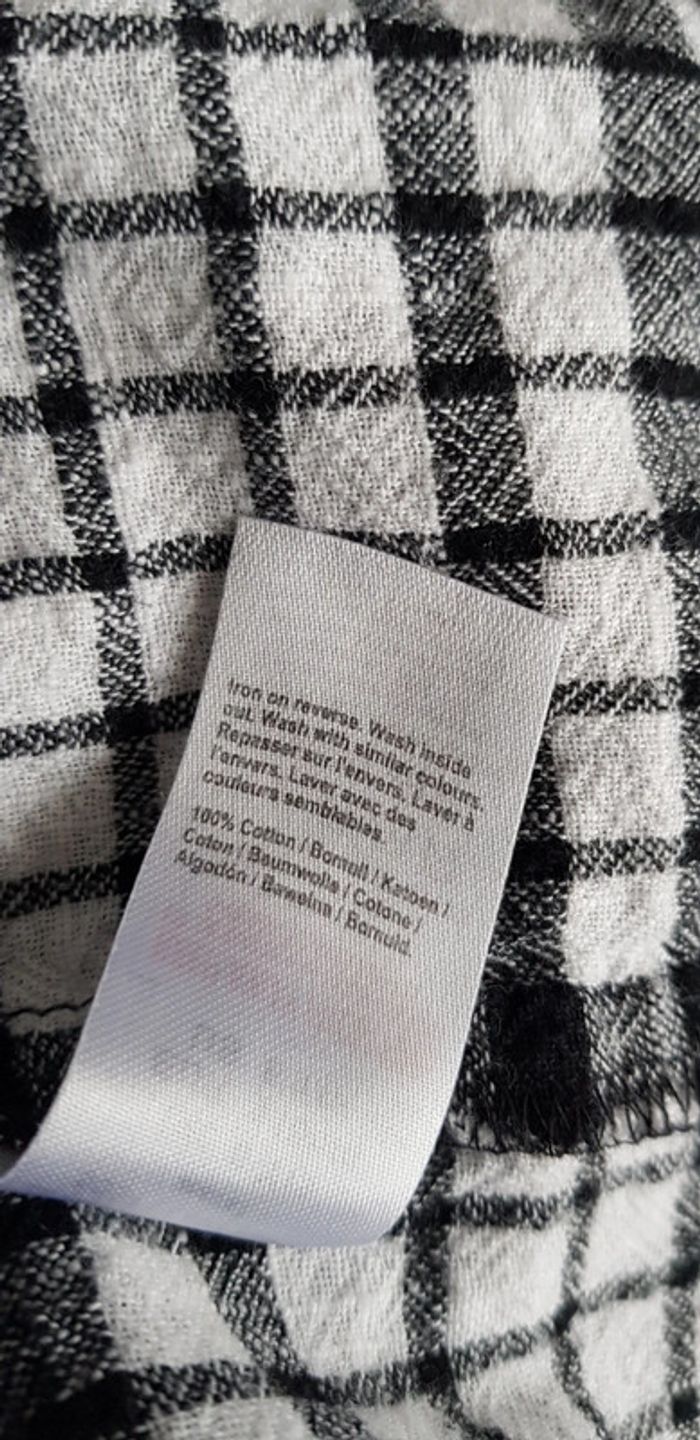 Iron on reverse. Wash inside
out. Wash with similar colours.
Repasser sur l'envers. Laver à
l'envers. Laver avec des
couleurs semblables.
100% Cotton / Bomull / Katoen /
Coton / Baumwolle / Cotone /
Algodón / Bawełna / Bomuld.